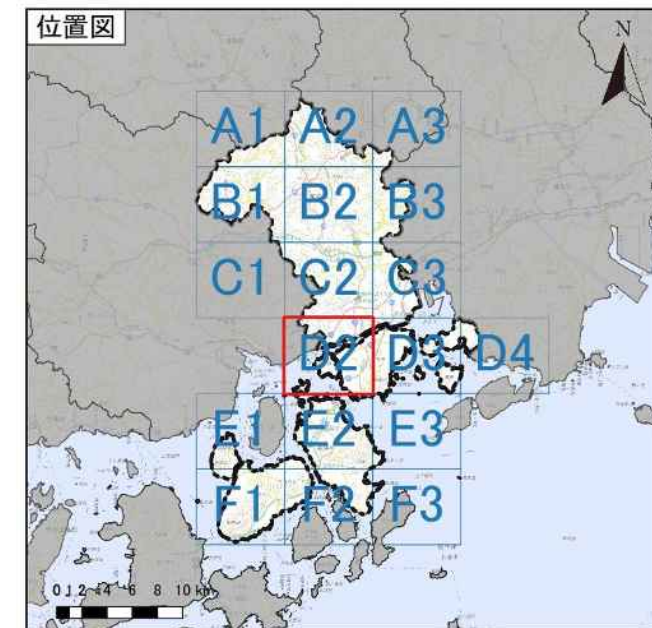 位置図
N
A1 A2 A3
B1 B2 B3
C1 C2 C3
D2 D3 D4
E1 E2 E3
F1 F2 F3
0 1 2 4 6 8 10 km